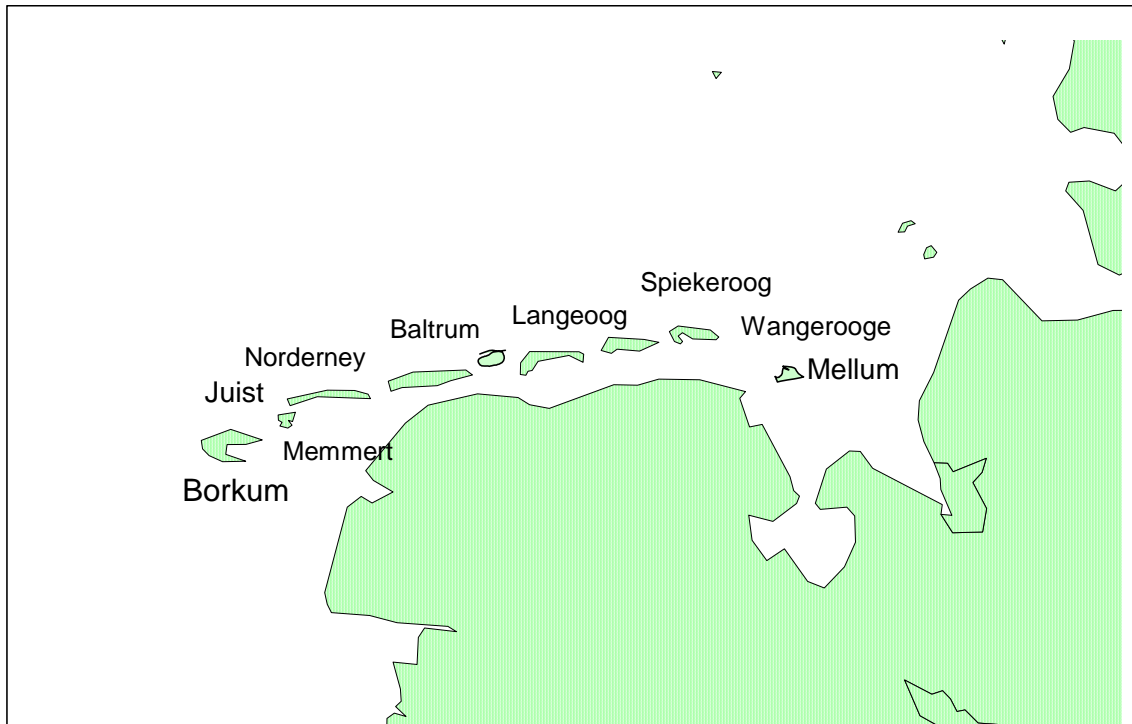 Spiekeroog
Langeoog
Wangerooge
Baltrum
Norderney
Mellum
Juist
Memmert
Borkum